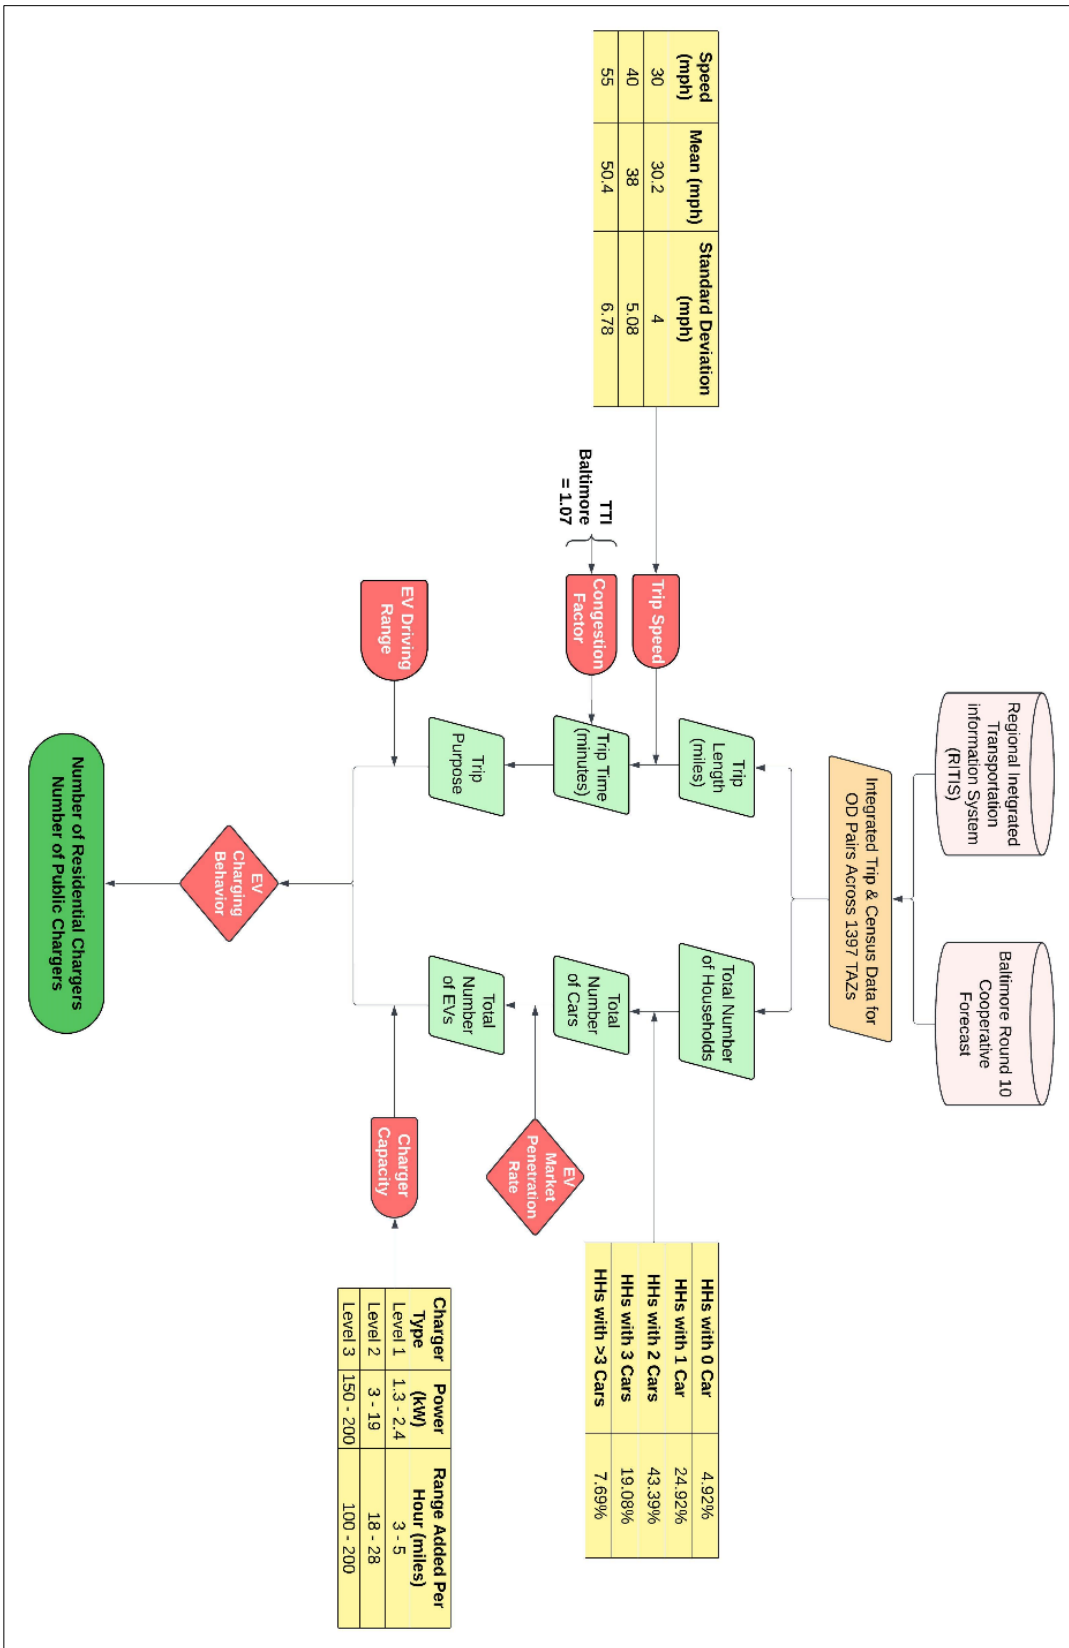 Regional Inetgrated
Transportation
information System
(RITIS)
Baltimore Round 10
Cooperative
Forecast
Integrated Trip & Census Data for
OD Pairs Across 1397 TAZs
Speed
(mph)
Mean (mph)
Standard Deviation
(mph)
30
30.2
4
40
38
5.08
55
50.4
6.78
TTI
Baltimore
= 1.07
Trip Speed
Congestion
Factor
EV Driving
Range
Trip
Length
(miles)
Trip Time
(minutes)
Trip
Purpose
Total Number
of Households
Total
Number
of Cars
Total
Number
of EVs
EV
Market
Penetration
Rate
Charger
Capacity
HHs with 0 Car
4.92%
HHs with 1 Car
24.92%
HHs with 2 Cars
43.39%
HHs with 3 Cars
19.08%
HHs with >3 Cars
7.69%
Charger
Type
Power
(kW)
Range Added Per
Hour (miles)
Level 1
1.3 - 2.4
3 - 5
Level 2
3 - 19
18 - 28
Level 3
150 - 200
100 - 200
EV
Charging
Behavior
Number of Residential Chargers
Number of Public Chargers